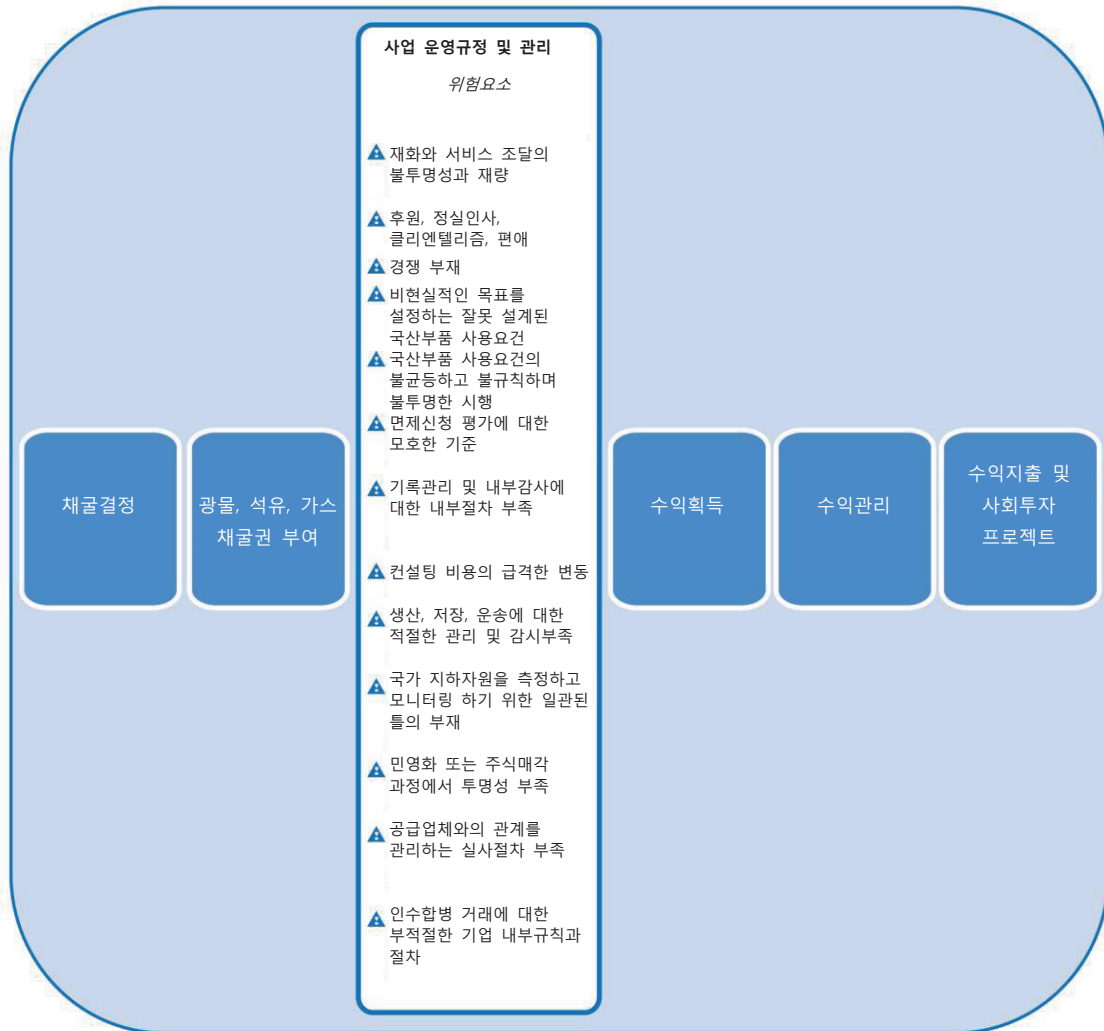 사업 운영규정 및 관리
위험요소
재화와 서비스 조달의
불투명성과 재량
후원, 정실인사,
클리엔텔리즘, 편애
경쟁 부재
비현실적인 목표를
설정하는 잘못 설계된
국산부품 사용요건
국산부품 사용요건의
불균등하고 불규칙하며
불투명한 시행
면제신청 평가에 대한
모호한 기준
기록관리 및 내부감사에
대한 내부절차 부족
컨설팅 비용의 급격한 변동
생산, 저장, 운송에 대한
적절한 관리 및 감시부족
국가 지하자원을 측정하고
모니터링 하기 위한 일관된
틀의 부재
민영화 또는 주식매각
과정에서 투명성 부족
공급업체와의 관계를
관리하는 실사절차 부족
인수합병 거래에 대한
부적절한 기업 내부규칙과
절차
채굴결정
광물, 석유, 가스
채굴권 부여
수익획득
수익관리
수익지출 및
사회투자
프로젝트